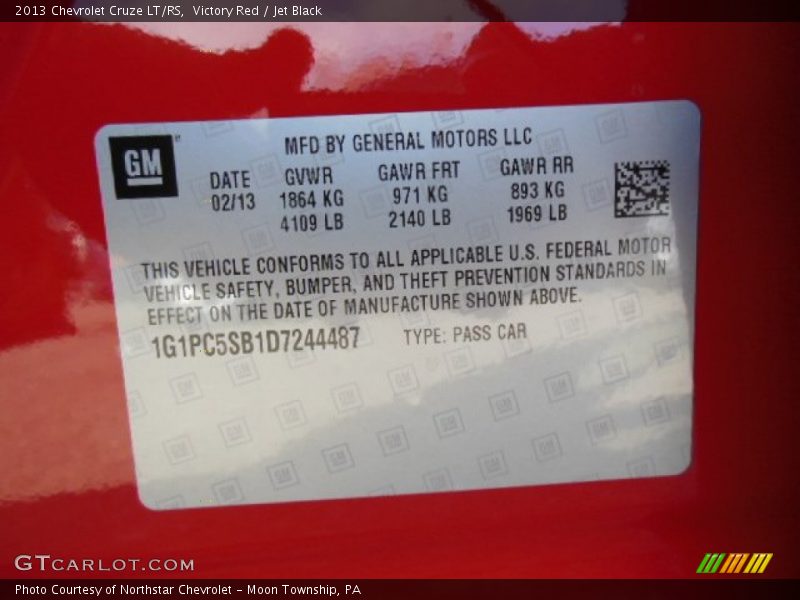 2013 Chevrolet Cruze LT/RS, Victory Red / Jet Black
GM
MFD BY GENERAL MOTORS LLC
DATE GVWR GAWR FRT GAWR RR
02/13 1864 KG 971 KG 893 KG
4109 LB 2140 LB 1969 LB
THIS VEHICLE CONFORMS TO ALL APPLICABLE U.S. FEDERAL MOTOR
VEHICLE SAFETY, BUMPER, AND THEFT PREVENTION STANDARDS IN
EFFECT ON THE DATE OF MANUFACTURE SHOWN ABOVE.
1G1PC5SB1D7244487 TYPE: PASS CAR
GTCARLOT.COM
Photo Courtesy of Northstar Chevrolet - Moon Township, PA